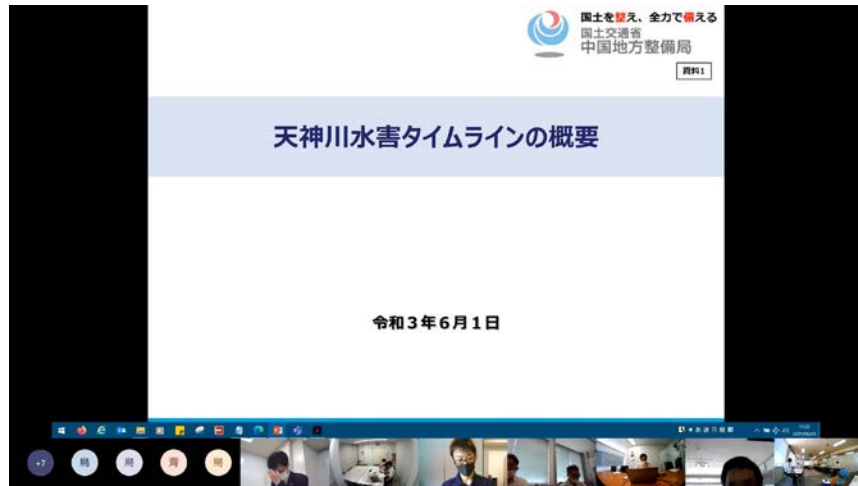 国土を整え、全力で備える
国土交通省
中国地方整備局
資料1
天神川水害タイムラインの概要
令和3年6月1日
+7